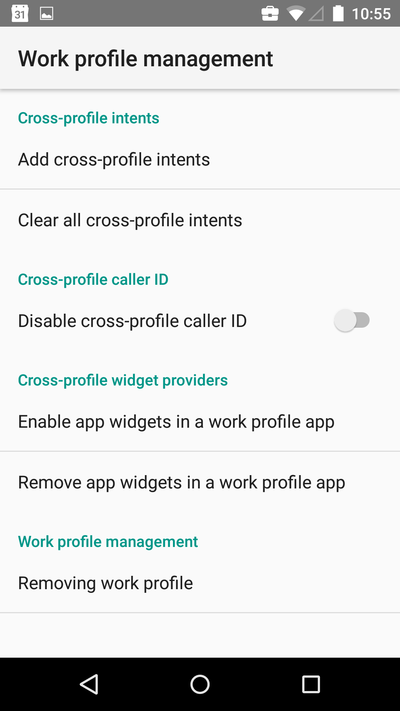 31
10:55
Work profile management
Cross-profile intents
Add cross-profile intents
Clear all cross-profile intents
Cross-profile caller ID
Disable cross-profile caller ID
Cross-profile widget providers
Enable app widgets in a work profile app
Remove app widgets in a work profile app
Work profile management
Removing work profile